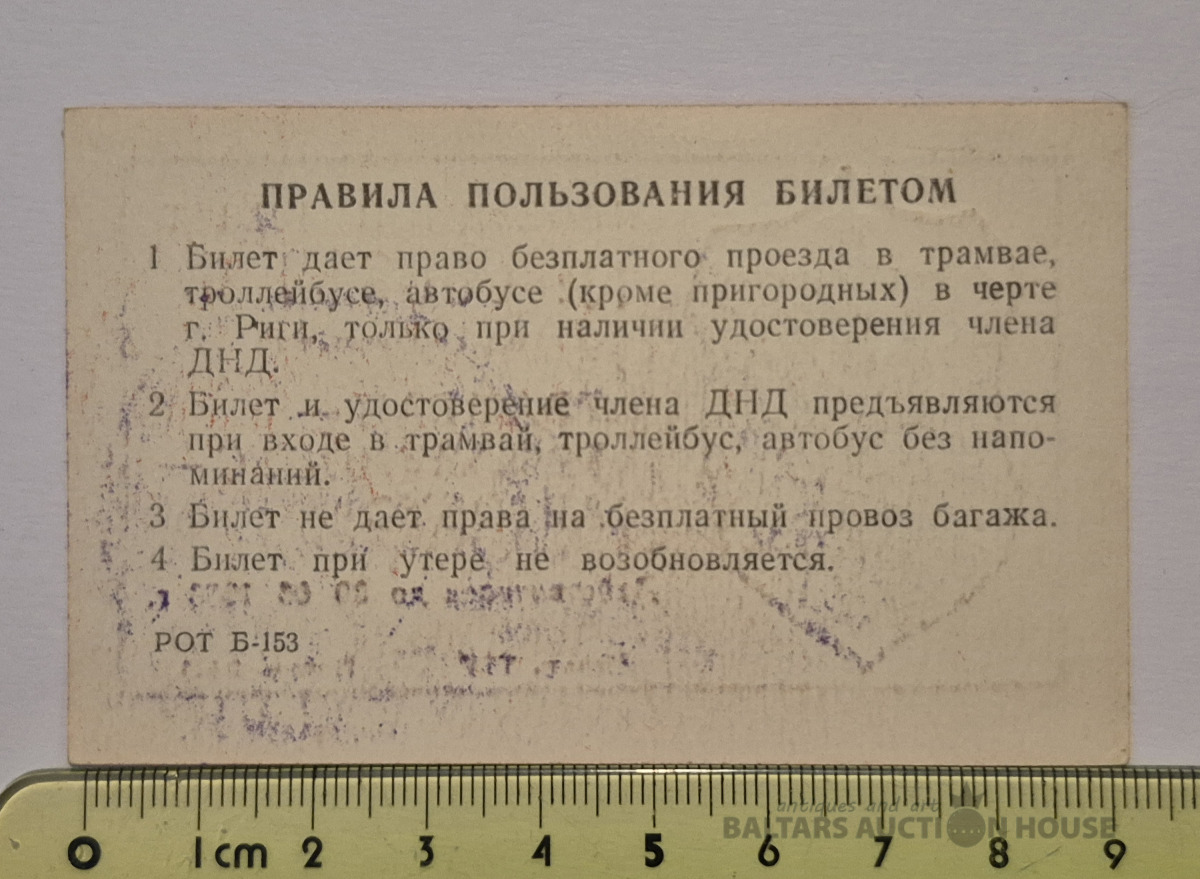 ПРАВИЛА ПОЛЬЗОВАНИЯ БИЛЕТОМ
1 Билет дает право безплатного проезда в трамвае,
троллейбусе, автобусе (кроме пригородных) в черте
г. Риги, только при наличии удостоверения члена
ДНД.
2 Билет и удостоверение члена ДНД предъявляются
при входе в трамвай, троллейбус, автобус без напо-
минаний.
3 Билет не дает права на безплатный провоз багажа.
4 Билет при утере не возобновляется.
РОТ Б-153
antiques and art
BALTARS AUCTION HOUSE
0 1cm 2 3 4 5 6 7 8 9